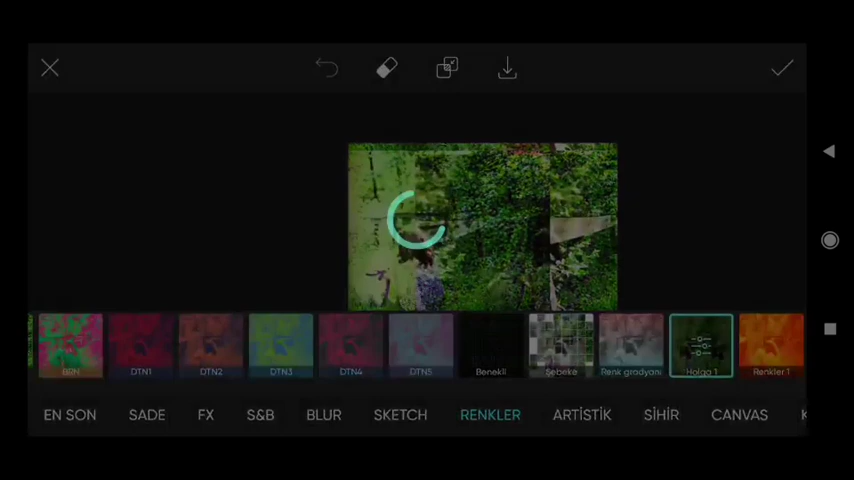 BRN DTN1 DTN2 DTN3 DTN4 DTN5 Benekli Şebeke Renk gradyanı Holga 1 Renkler 1
EN SON SADE FX S&B BLUR SKETCH RENKLER ARTİSTİK SİHİR CANVAS K